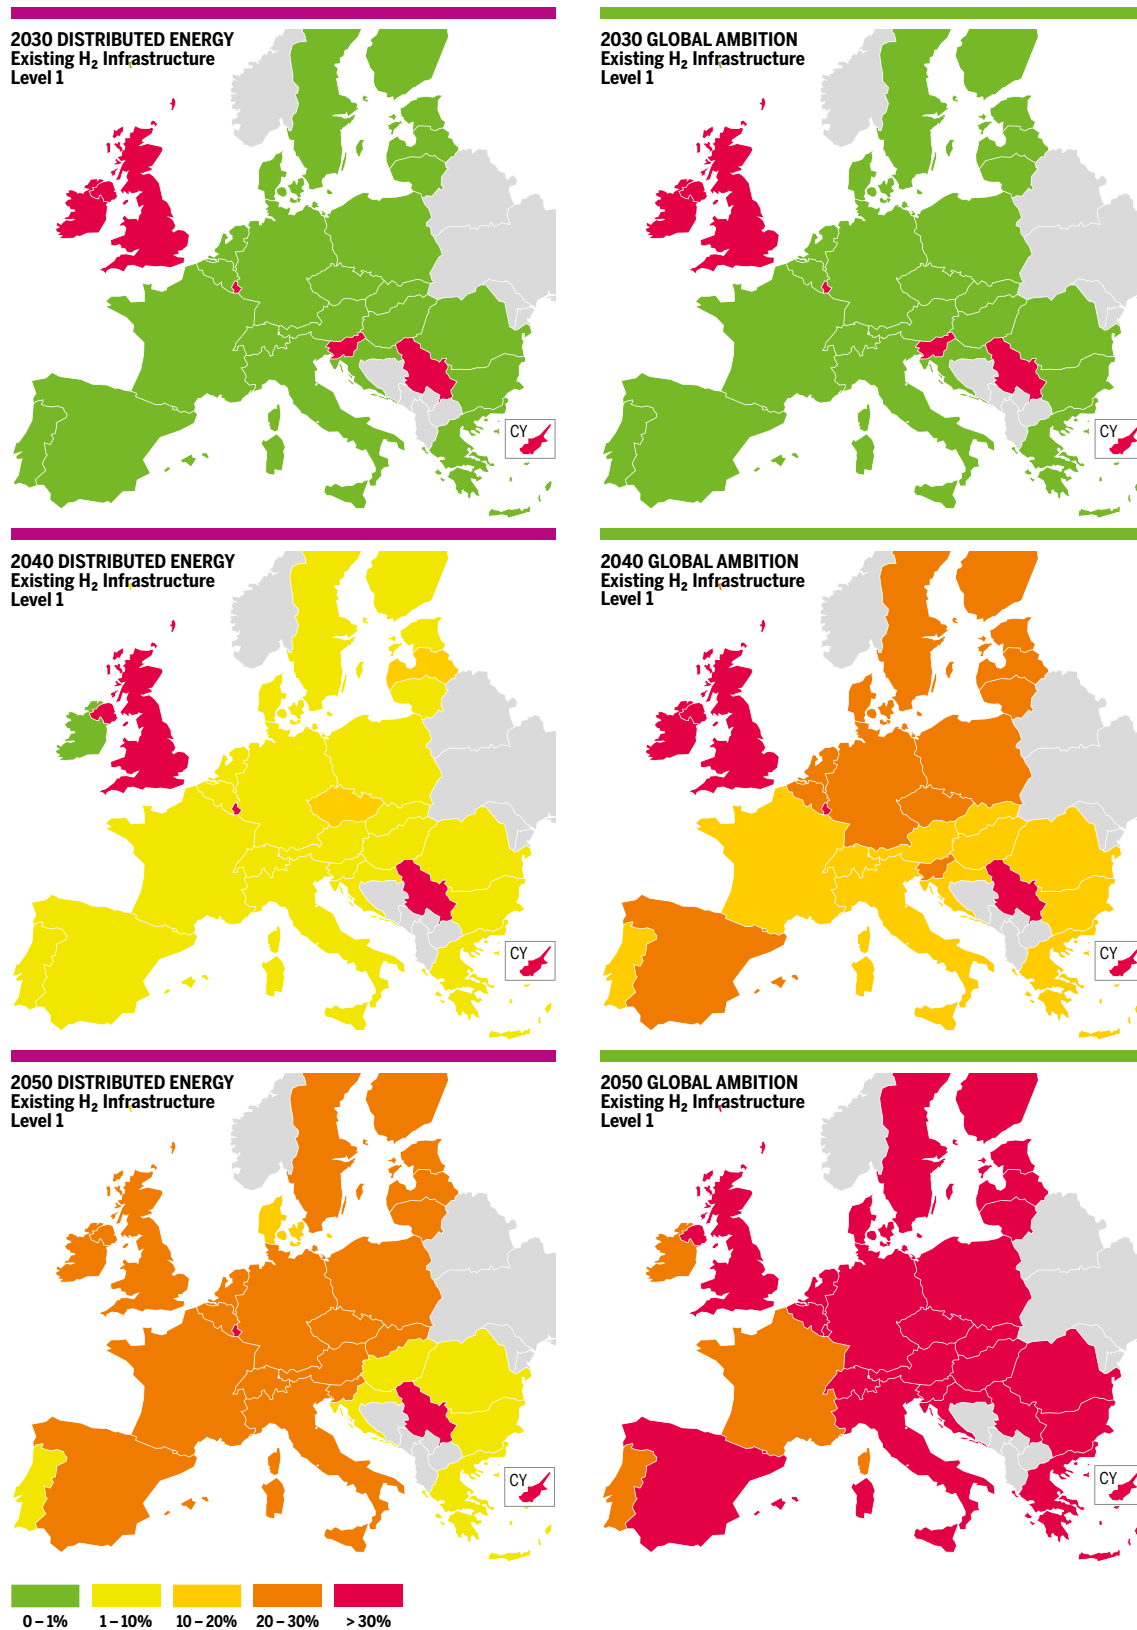 2030 DISTRIBUTED ENERGY
Existing H₂ Infrastructure
Level 1
CY
2030 GLOBAL AMBITION
Existing H₂ Infrastructure
Level 1
CY
2040 DISTRIBUTED ENERGY
Existing H₂ Infrastructure
Level 1
CY
2040 GLOBAL AMBITION
Existing H₂ Infrastructure
Level 1
CY
2050 DISTRIBUTED ENERGY
Existing H₂ Infrastructure
Level 1
CY
2050 GLOBAL AMBITION
Existing H₂ Infrastructure
Level 1
CY
0 – 1% 1 – 10% 10 – 20% 20 – 30% > 30%